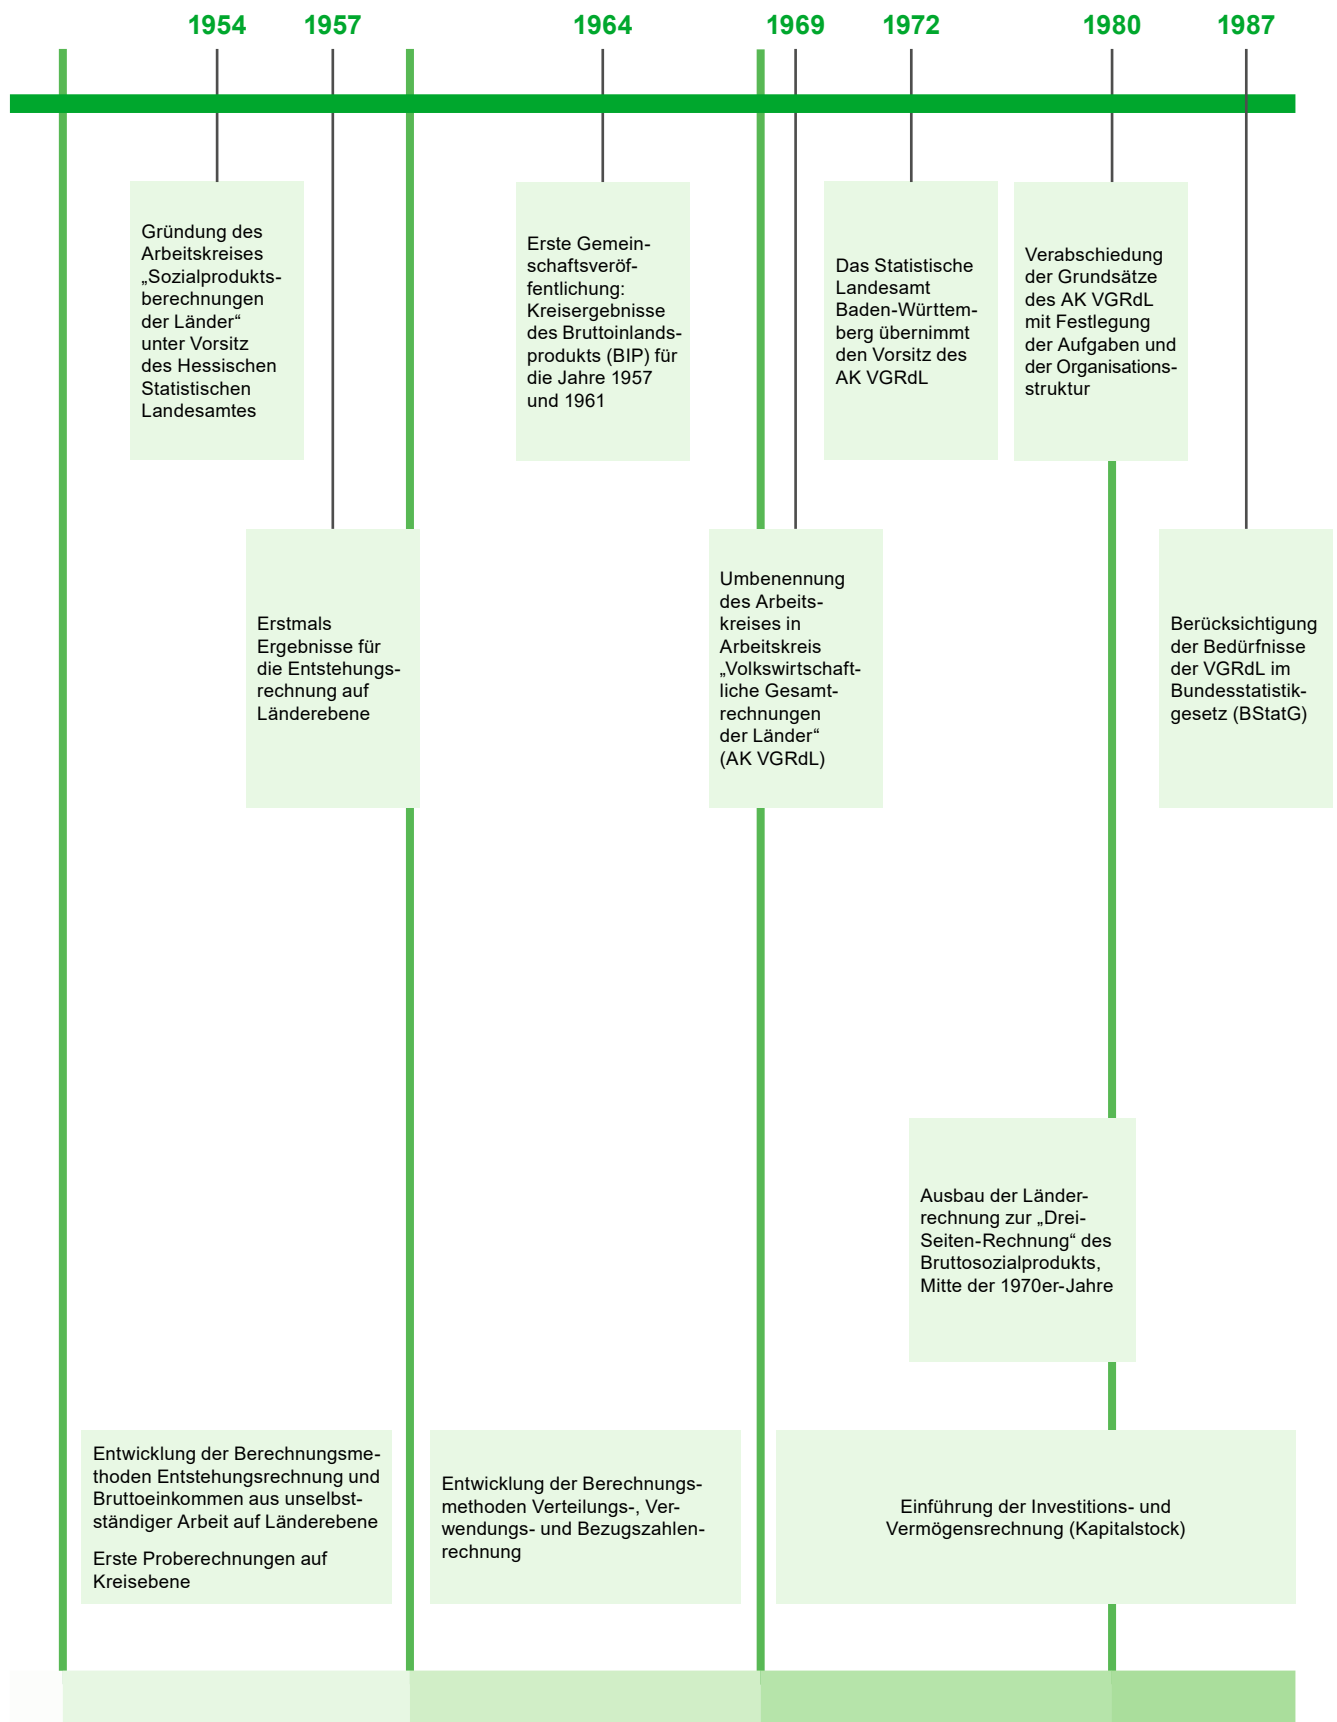 1954
1957
1964
1969
1972
1980
1987
Gründung des
Arbeitskreises
„Sozialprodukts-
berechnungen
der Länder“
unter Vorsitz
des Hessischen
Statistischen
Landesamtes
Erste Gemein-
schaftsveröf-
fentlichung:
Kreisergebnisse
des Bruttoinlands-
produkts (BIP) für
die Jahre 1957
und 1961
Das Statistische
Landesamt
Baden-Württem-
berg übernimmt
den Vorsitz des
AK VGRdL
Verabschiedung
der Grundsätze
des AK VGRdL
mit Festlegung
der Aufgaben und
der Organisations-
struktur
Erstmals
Ergebnisse für
die Entstehungs-
rechnung auf
Länderebene
Umbenennung
des Arbeits-
kreises in
Arbeitskreis
„Volkswirtschaft-
liche Gesamt-
rechnungen
der Länder“
(AK VGRdL)
Berücksichtigung
der Bedürfnisse
der VGRdL im
Bundesstatistik-
gesetz (BStatG)
Ausbau der Länder-
rechnung zur „Drei-
Seiten-Rechnung“ des
Bruttosozialprodukts,
Mitte der 1970er-Jahre
Entwicklung der Berechnungsme-
thoden Entstehungsrechnung und
Bruttoeinkommen aus unselbst-
ständiger Arbeit auf Länderebene
Erste Proberechnungen auf
Kreisebene
Entwicklung der Berechnungs-
methoden Verteilungs-, Ver-
wendungs- und Bezugszahlen-
rechnung
Einführung der Investitions- und
Vermögensrechnung (Kapitalstock)